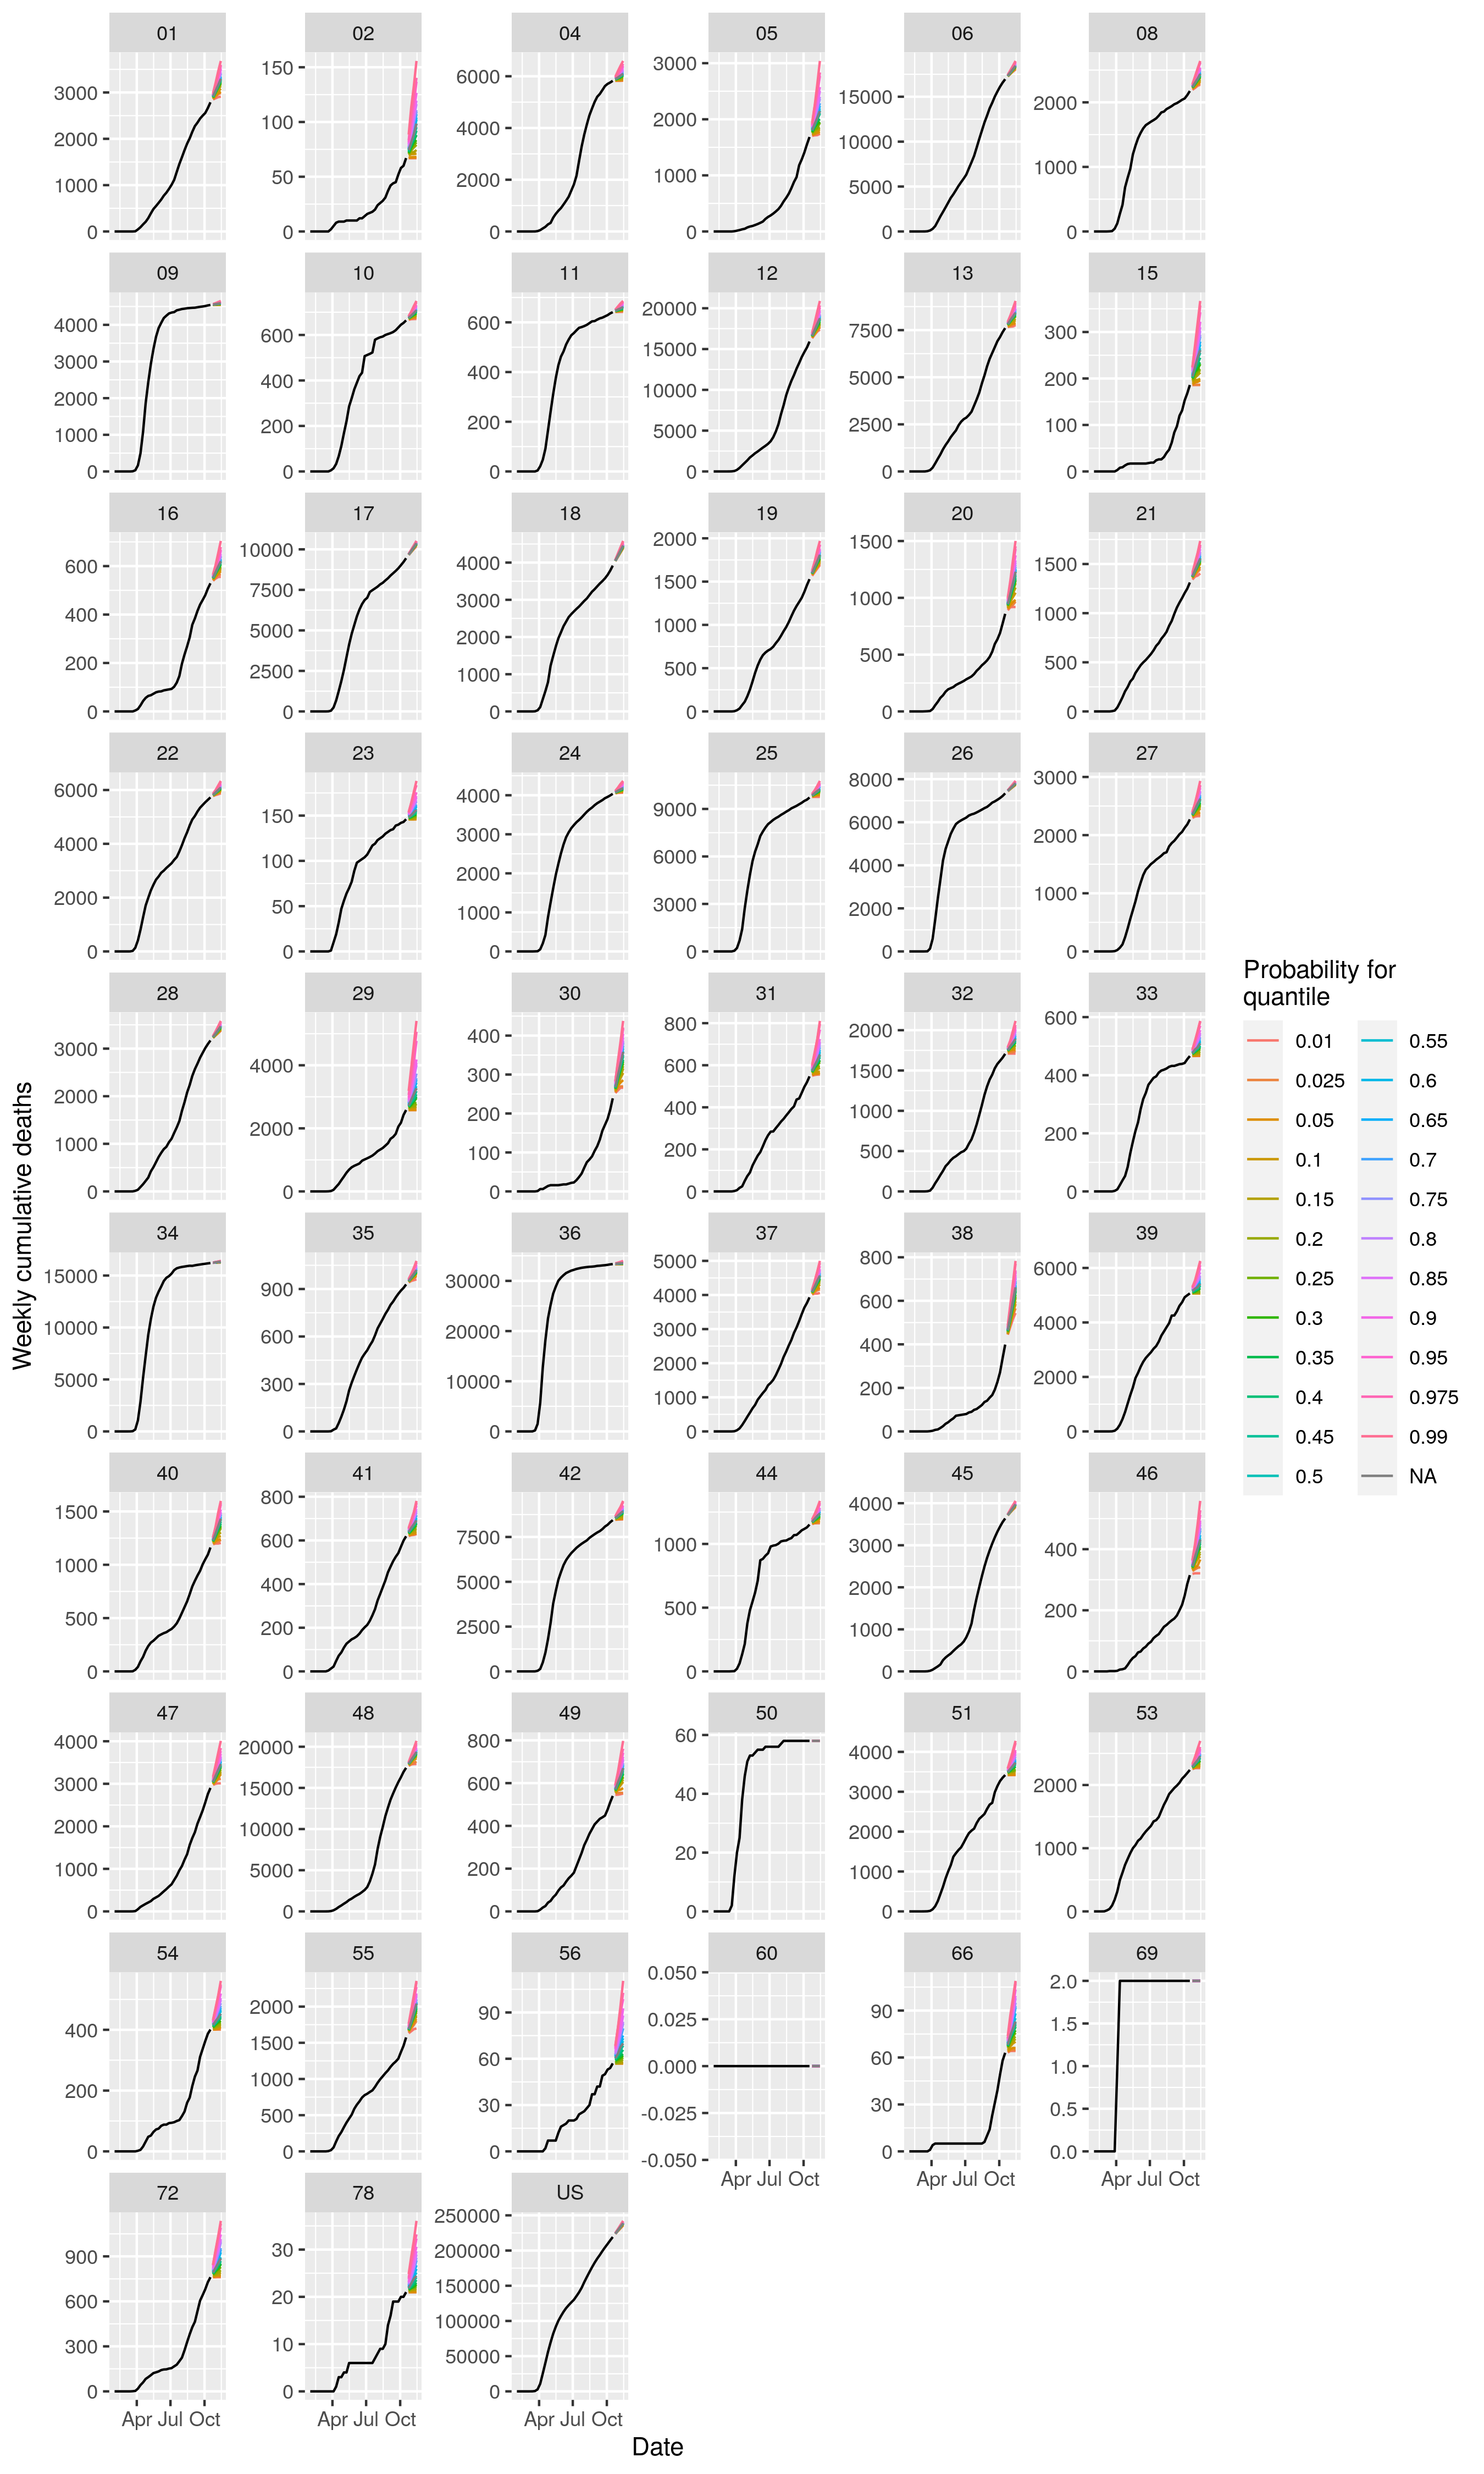 01 02 04 05 06 08
3000 2000 1000 0
150 100 50 0
6000 4000 2000 0
3000 2000 1000 0
15000 10000 5000 0
2000 1000 0
09 10 11 12 13 15
4000 3000 2000 1000 0
600 400 200 0
600 400 200 0
20000 15000 10000 5000 0
7500 5000 2500 0
300 200 100 0
16 17 18 19 20 21
600 400 200 0
10000 7500 5000 2500 0
4000 3000 2000 1000 0
2000 1500 1000 500 0
1500 1000 500 0
1500 1000 500 0
22 23 24 25 26 27
6000 4000 2000 0
150 100 50 0
4000 3000 2000 1000 0
9000 6000 3000 0
8000 6000 4000 2000 0
3000 2000 1000 0
28 29 30 31 32 33
3000 2000 1000 0
4000 2000 0
400 300 200 100 0
800 600 400 200 0
2000 1500 1000 500 0
600 400 200 0
34 35 36 37 38 39
15000 10000 5000 0
900 600 300 0
30000 20000 10000 0
5000 4000 3000 2000 1000 0
800 600 400 200 0
6000 4000 2000 0
40 41 42 44 45 46
1500 1000 500 0
800 600 400 200 0
7500 5000 2500 0
1000 500 0
4000 3000 2000 1000 0
400 200 0
47 48 49 50 51 53
4000 3000 2000 1000 0
20000 15000 10000 5000 0
800 600 400 200 0
60 40 20 0
4000 3000 2000 1000 0
2000 1000 0
54 55 56 60 66 69
400 200 0
2000 1500 1000 500 0
90 60 30 0
0.050 0.025 0.000 -0.025 -0.050
90 60 30 0
2.0 1.5 1.0 0.5 0.0
Apr Jul Oct
Apr Jul Oct
Apr Jul Oct
72 78 US
900 600 300 0
30 20 10 0
250000 200000 150000 100000 50000 0
Apr Jul Oct
Apr Jul Oct
Apr Jul Oct
Date
Weekly cumulative deaths
Probability for
quantile
0.01 0.55
0.025 0.6
0.05 0.65
0.1 0.7
0.15 0.75
0.2 0.8
0.25 0.85
0.3 0.9
0.35 0.95
0.4 0.975
0.45 0.99
0.5 NA